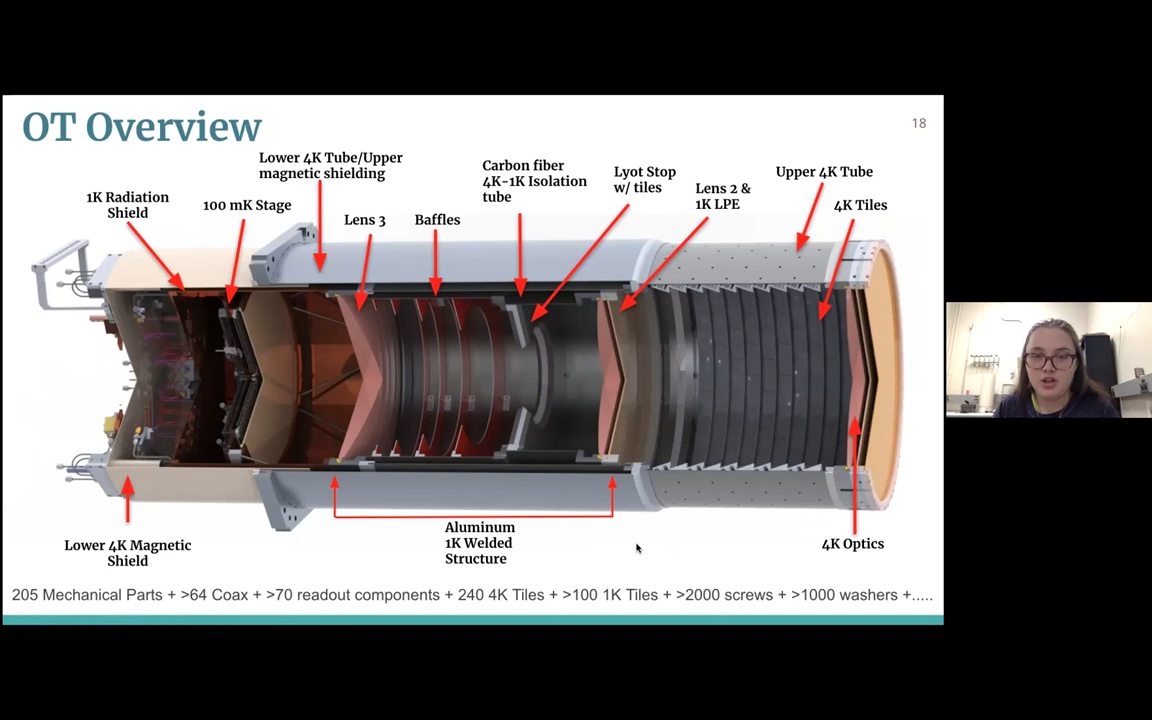 OT Overview
18
Lower 4K Tube/Upper
magnetic shielding
Carbon fiber
4K-1K Isolation
tube
Lyot Stop
w/ tiles
Lens 2 &
1K LPE
Upper 4K Tube
1K Radiation
Shield
100 mK Stage
Lens 3
Baffles
4K Tiles
Lower 4K Magnetic
Shield
Aluminum
1K Welded
Structure
4K Optics
205 Mechanical Parts + >64 Coax + >70 readout components + 240 4K Tiles + >100 1K Tiles + >2000 screws + >1000 washers +.....